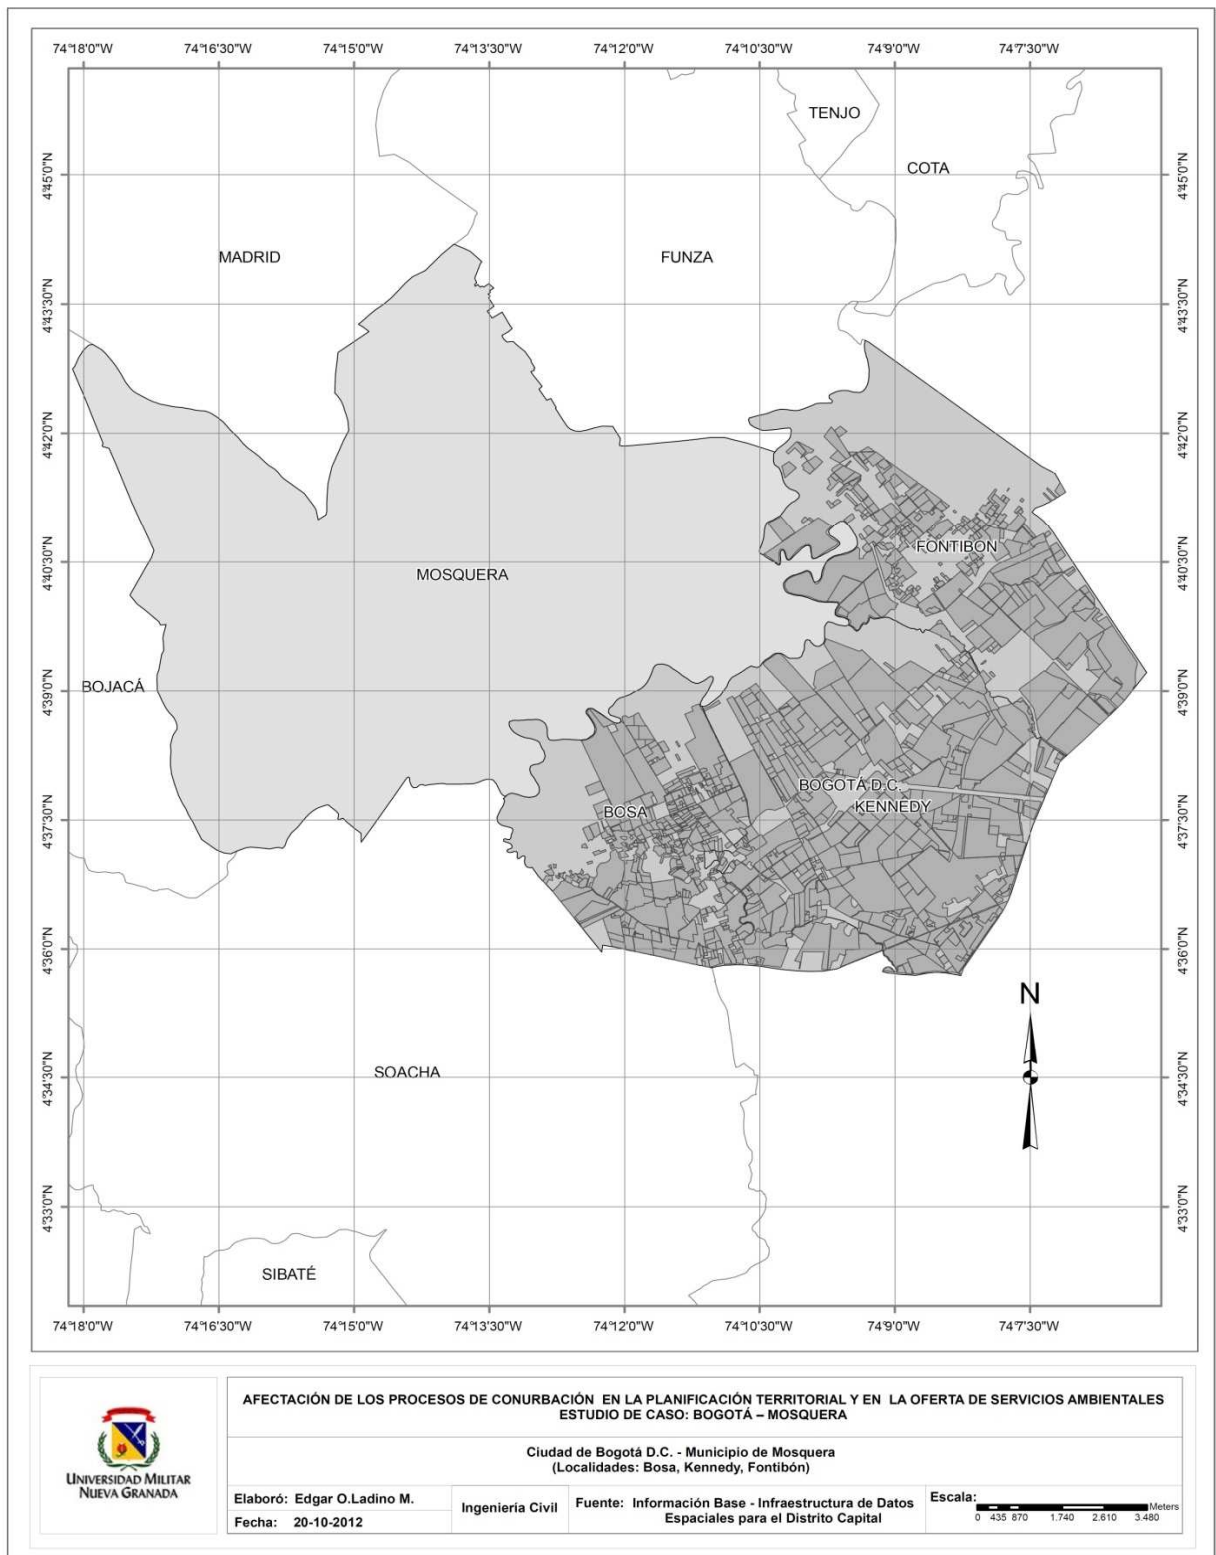 74°18'0"W 74°16'30"W 74°15'0"W 74°13'30"W 74°12'0"W 74°10'30"W 74°9'0"W 74°7'30"W
TENJO
COTA
4°45'0"N 4°45'0"N
MADRID FUNZA
4°43'30"N 4°43'30"N
4°42'0"N 4°42'0"N
FONTIBON
4°40'30"N 4°40'30"N
MOSQUERA
BOJACÁ
4°39'0"N 4°39'0"N
BOGOTÁ D.C.
KENNEDY
BOSA
4°37'30"N 4°37'30"N
4°36'0"N 4°36'0"N
N
SOACHA
4°34'30"N 4°34'30"N
4°33'0"N 4°33'0"N
SIBATÉ
74°18'0"W 74°16'30"W 74°15'0"W 74°13'30"W 74°12'0"W 74°10'30"W 74°9'0"W 74°7'30"W
AFECTACIÓN DE LOS PROCESOS DE CONURBACIÓN EN LA PLANIFICACIÓN TERRITORIAL Y EN LA OFERTA DE SERVICIOS AMBIENTALES
ESTUDIO DE CASO: BOGOTÁ – MOSQUERA
Ciudad de Bogotá D.C. - Municipio de Mosquera
(Localidades: Bosa, Kennedy, Fontibón)
UNIVERSIDAD MILITAR
NUEVA GRANADA
Elaboró: Edgar O.Ladino M.
Fecha: 20-10-2012
Ingenieria Civil
Fuente: Información Base - Infraestructura de Datos
Espaciales para el Distrito Capital
Escala:
Meters
0 435 870 1.740 2.610 3.480